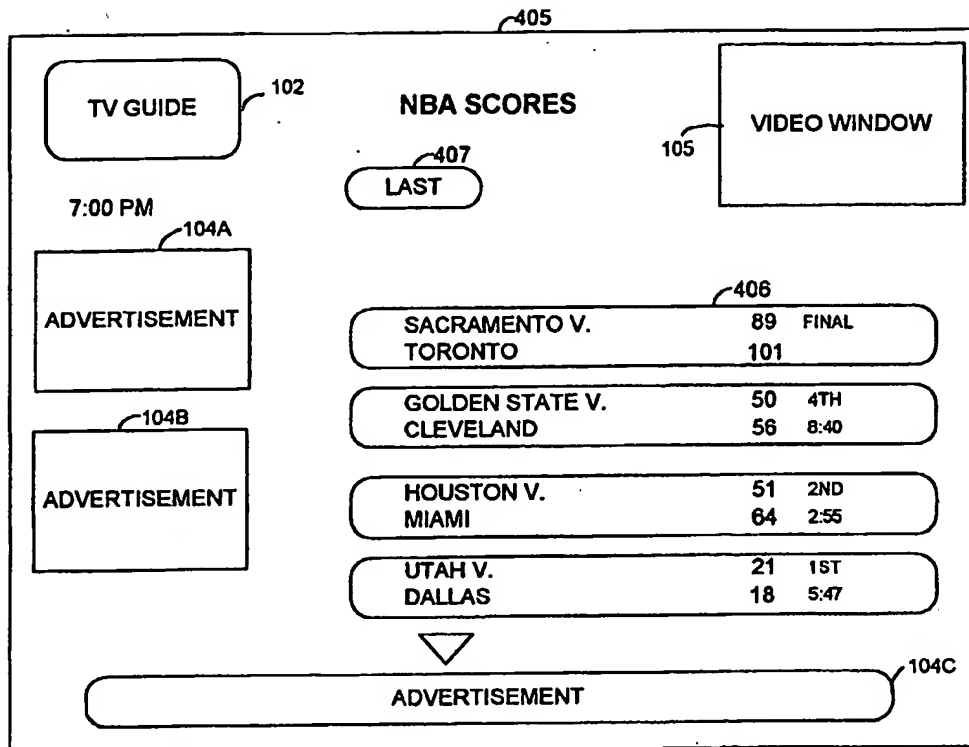 405
TV GUIDE
102
NBA SCORES
105
VIDEO WINDOW
407
LAST
7:00 PM
104A
ADVERTISEMENT
406
SACRAMENTO V. 89 FINAL
TORONTO 101
GOLDEN STATE V. 50 4TH
CLEVELAND 56 8:40
104B
ADVERTISEMENT
HOUSTON V. 51 2ND
MIAMI 64 2:55
UTAH V. 21 1ST
DALLAS 18 5:47
104C
ADVERTISEMENT